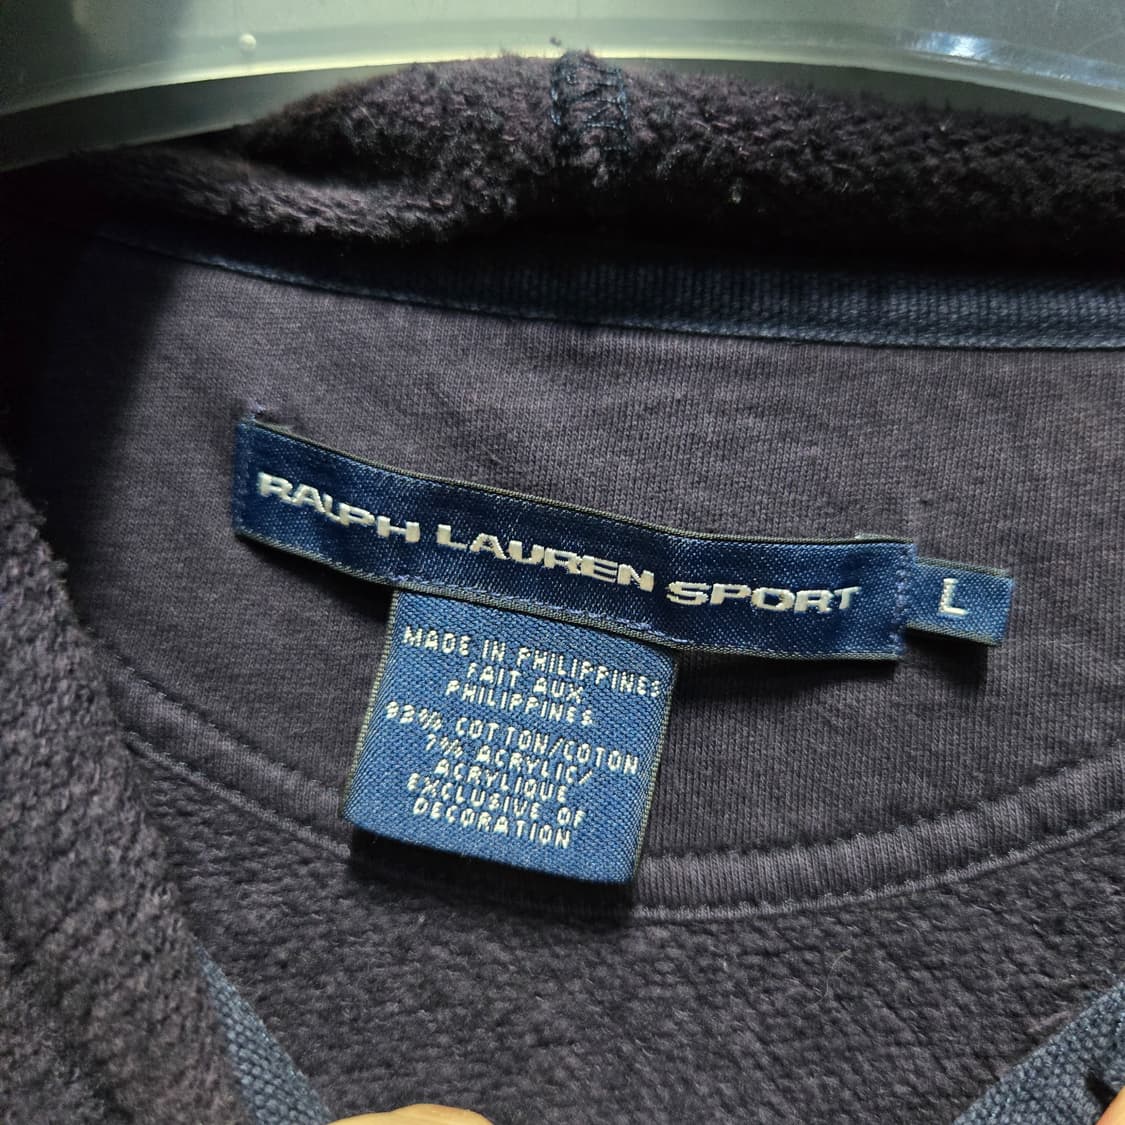 RALPH LAUREN SPORT
L
MADE IN PHILIPPINES
FAIT AUX
PHILIPPINES
93% COTTON/COTON
7% ACRYLIC/
ACRYLIQUE
EXCLUSIVE OF
DECORATION